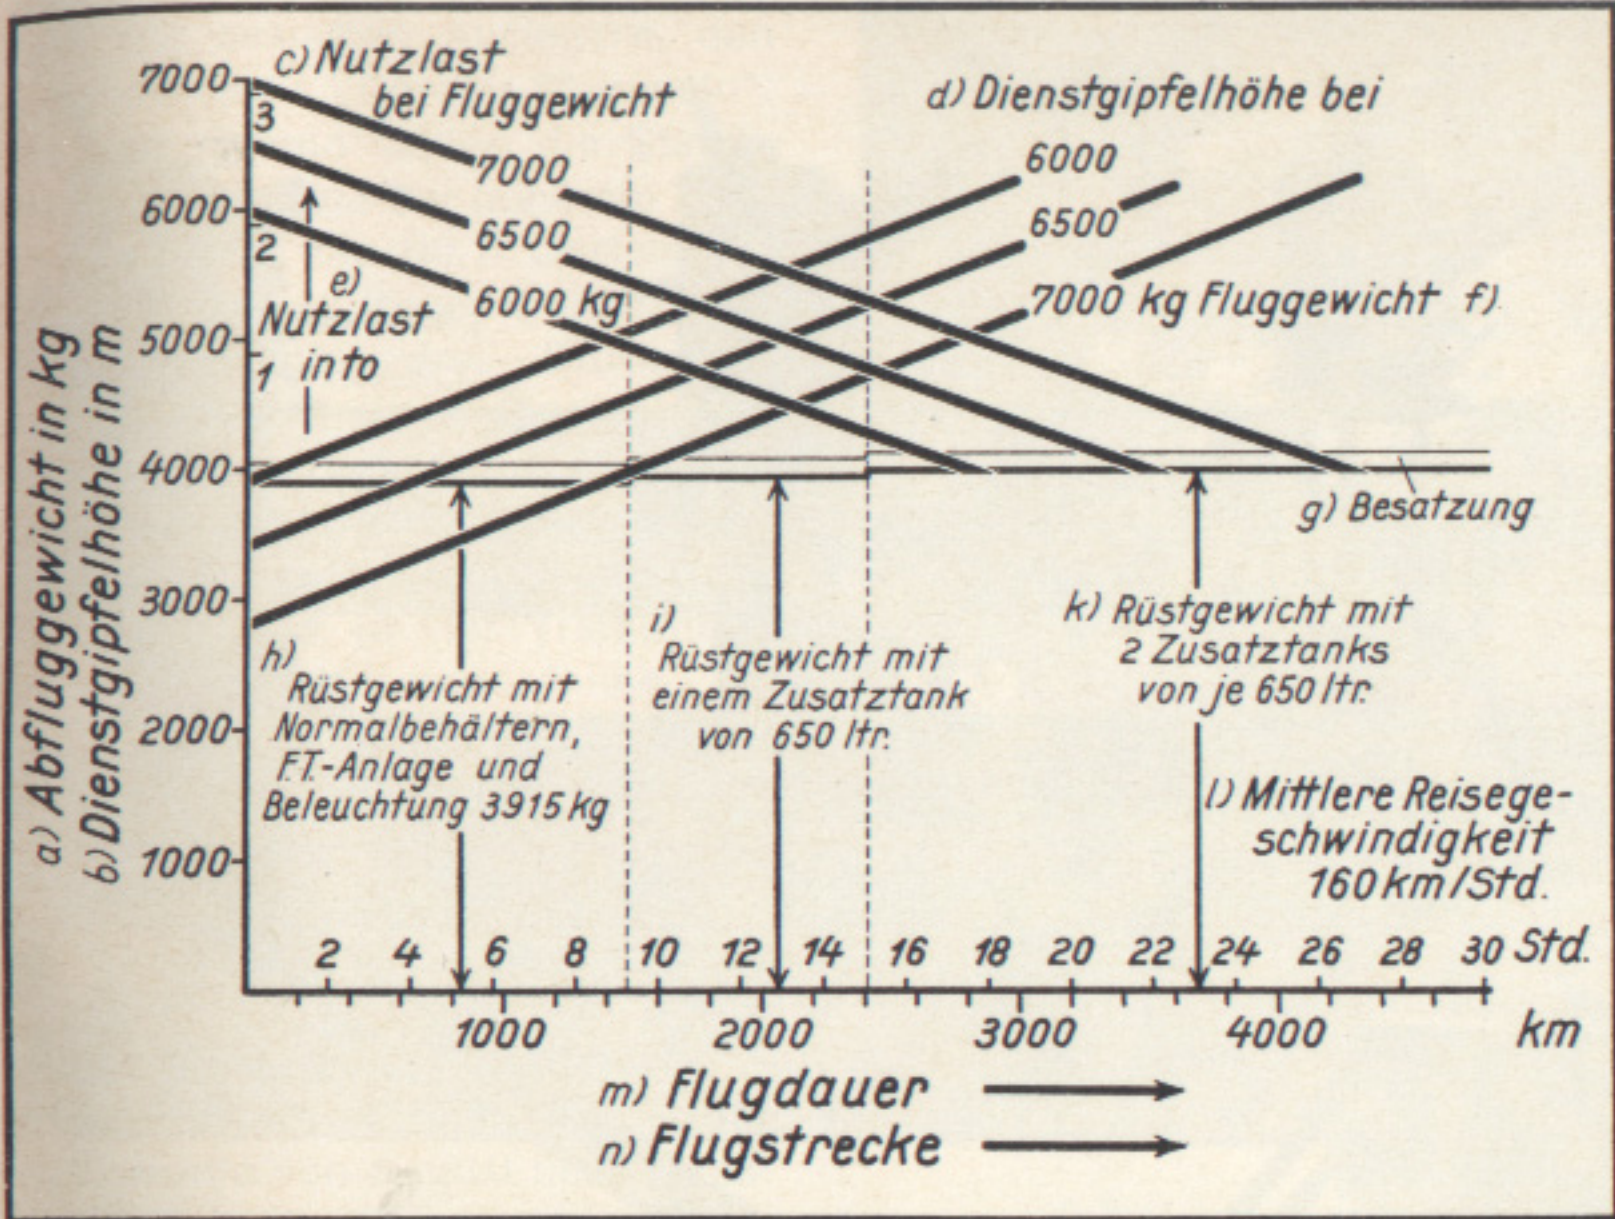 c) Nutzlast
bei Fluggewicht
d) Dienstgipfelhöhe bei
7000
3
7000
6000
6500
6000
2
6500
6000 kg
7000 kg Fluggewicht f)
e)
Nutzlast
in to
5000
1
4000
g) Besatzung
3000
2000
1000
a) Abfluggewicht in kg
b) Dienstgipfelhöhe in m
h)
Rüstgewicht mit
Normalbehältern,
F.T.-Anlage und
Beleuchtung 3915 kg
i)
Rüstgewicht mit
einem Zusatztank
von 650 ltr.
k) Rüstgewicht mit
2 Zusatztanks
von je 650 ltr.
l) Mittlere Reisege-
schwindigkeit
160 km/Std.
2 4 6 8 10 12 14 16 18 20 22 24 26 28 30 Std.
1000 2000 3000 4000 km
m) Flugdauer
n) Flugstrecke